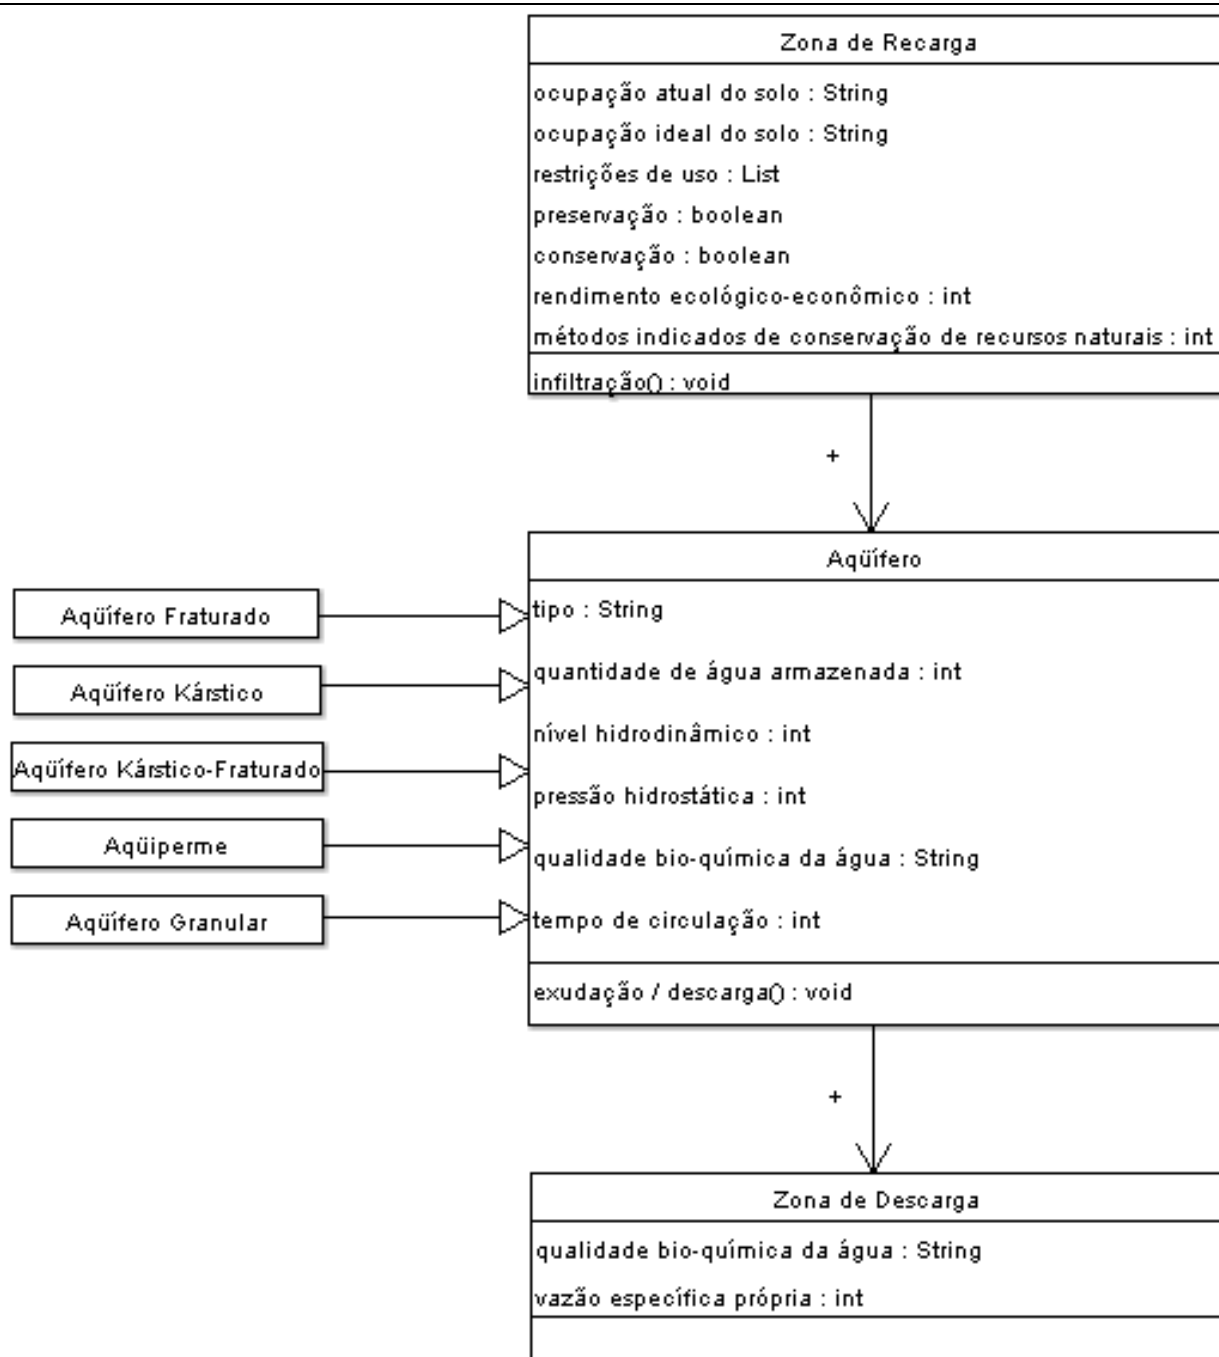 Zona de Recarga
ocupação atual do solo : String
ocupação ideal do solo : String
restrições de uso : List
preservação : boolean
conservação : boolean
rendimento ecológico-econômico : int
métodos indicados de conservação de recursos naturais : int
infiltração() : void
+
Aqüífero
tipo : String
quantidade de água armazenada : int
nível hidrodinâmico : int
pressão hidrostática : int
qualidade bio-química da água : String
tempo de circulação : int
exudação / descarga() : void
Aqüífero Fraturado
Aqüífero Kárstico
Aqüífero Kárstico-Fraturado
Aqüiperme
Aqüífero Granular
+
Zona de Descarga
qualidade bio-química da água : String
vazão específica própria : int